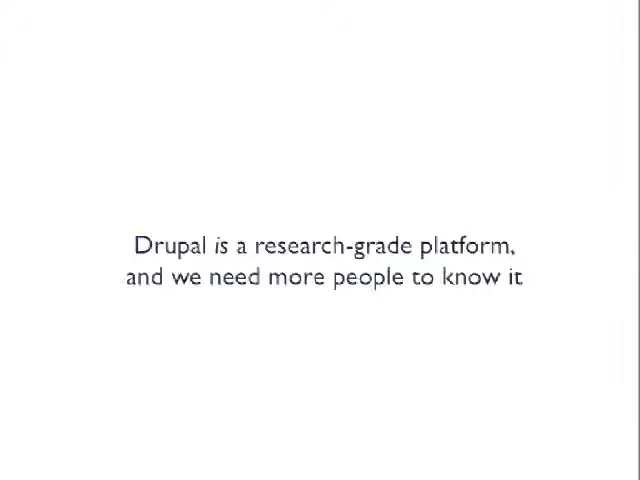 Drupal is a research-grade platform,
and we need more people to know it